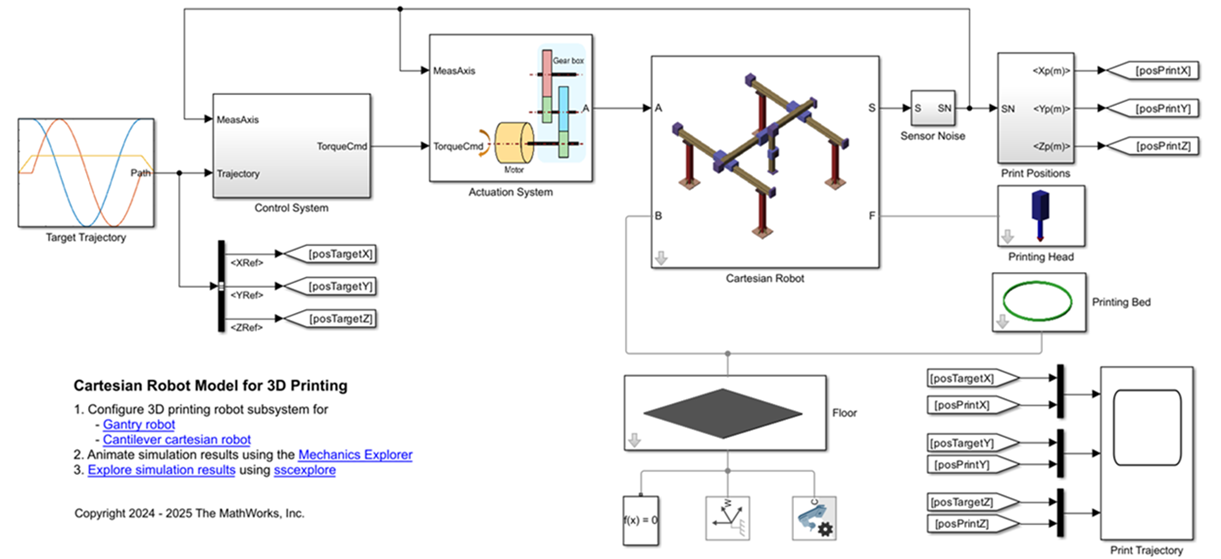 MeasAxis
Gear box
A
TorqueCmd
Motor
Actuation System
MeasAxis
TorqueCmd
Trajectory
Control System
Path
Target Trajectory
<XRef>
<YRef>
<ZRef>
[posTargetX]
[posTargetY]
[posTargetZ]
A
S
B
F
Cartesian Robot
S
SN
Sensor Noise
SN
<Xp(m)>
<Yp(m)>
<Zp(m)>
Print Positions
[posPrintX]
[posPrintY]
[posPrintZ]
Printing Head
Printing Bed
Floor
f(x) = 0
W
C
[posTargetX]
[posPrintX]
[posTargetY]
[posPrintY]
[posTargetZ]
[posPrintZ]
Print Trajectory
Cartesian Robot Model for 3D Printing
1. Configure 3D printing robot subsystem for
- Gantry robot
- Cantilever cartesian robot
2. Animate simulation results using the Mechanics Explorer
3. Explore simulation results using sscexplore
Copyright 2024 - 2025 The MathWorks, Inc.